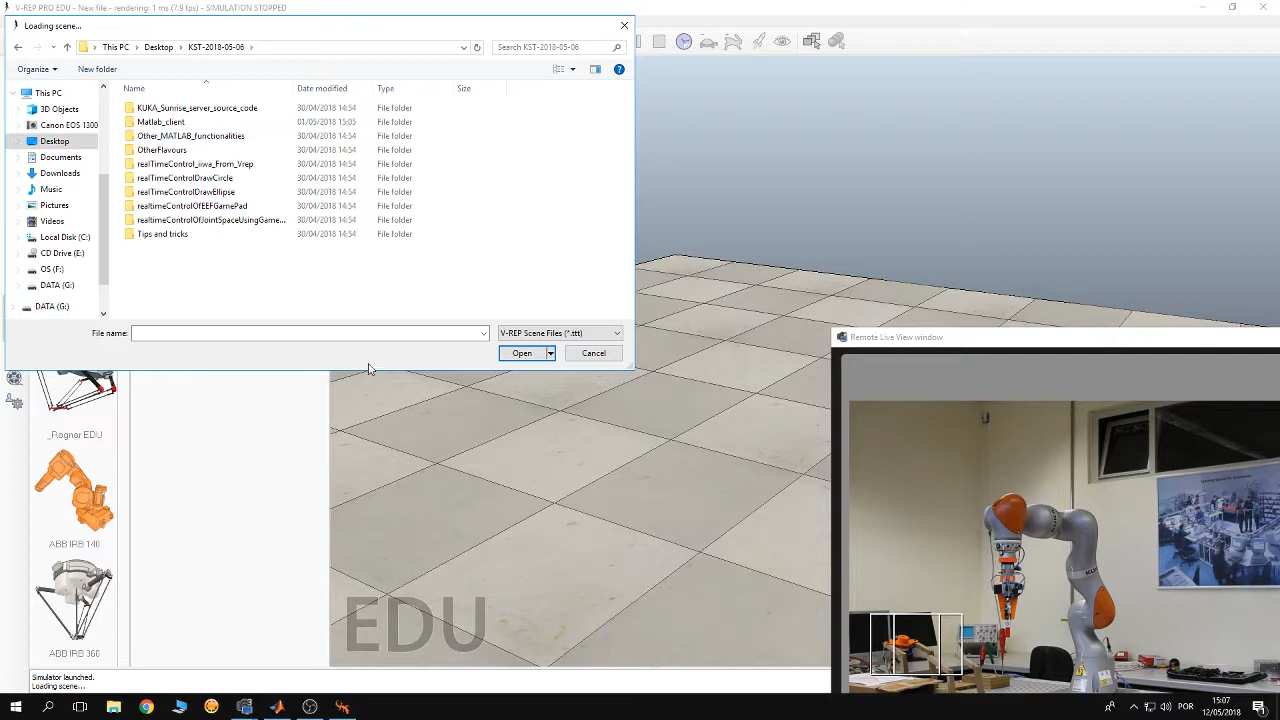 V-REP PRO EDU - New file - rendering: 1 ms (7.9 fps) - SIMULATION STOPPED
Loading scene...
This PC > Desktop > KST-2018-05-06 >
Search KST-2018-05-06
Organize
New folder
This PC
3D Objects
Canon EOS 1300
Desktop
Documents
Downloads
Music
Pictures
Videos
Local Disk (C:)
CD Drive (E:)
OS (F:)
DATA (G:)
DATA (G:)
Name Date modified Type Size
KUKA_Sunrise_server_source_code 30/04/2018 14:54 File folder
Matlab_client 01/05/2018 15:05 File folder
Other_MATLAB_functionalities 30/04/2018 14:54 File folder
OtherFlavours 30/04/2018 14:54 File folder
realTimeControl_iiwa_From_Vrep 30/04/2018 14:54 File folder
realTimeControlDrawCircle 30/04/2018 14:54 File folder
realTimeControlDrawEllipse 30/04/2018 14:54 File folder
realtimeControlOfEEFGamePad 30/04/2018 14:54 File folder
realtimeControlOfJointSpaceUsingGame... 30/04/2018 14:54 File folder
Tips and tricks 30/04/2018 14:54 File folder
File name:
V-REP Scene Files (*.ttt)
Open
Cancel
Remote Live View window
_Ragnar EDU
ABB IRB 140
ABB IRB 360
EDU
Simulator launched.
Loading scene...
POR
15:07
12/05/2018